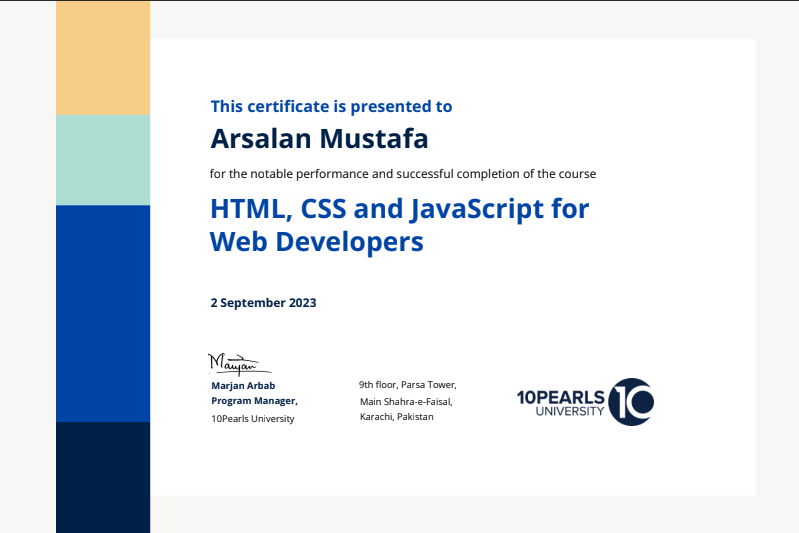 This certificate is presented to
Arsalan Mustafa
for the notable performance and successful completion of the course
HTML, CSS and JavaScript for
Web Developers
2 September 2023
Marjan
Marjan Arbab
Program Manager,
10Pearls University
9th floor, Parsa Tower,
Main Shahra-e-Faisal,
Karachi, Pakistan
10PEARLS
UNIVERSITY
10